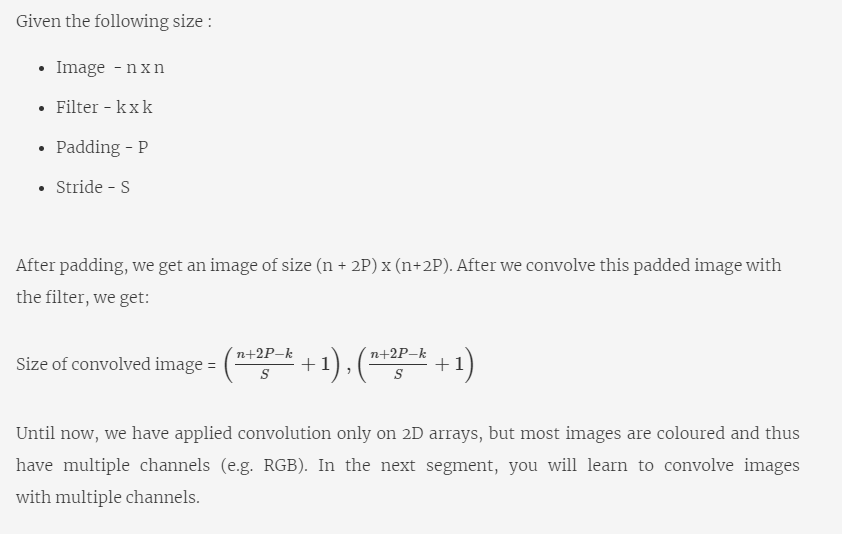 Given the following size :
• Image - n x n
• Filter - k x k
• Padding - P
• Stride - S
After padding, we get an image of size (n + 2P) x (n+2P). After we convolve this padded image with
the filter, we get:
Size of convolved image = (\frac{n+2P-k}{S} + 1), (\frac{n+2P-k}{S} + 1)
Until now, we have applied convolution only on 2D arrays, but most images are coloured and thus
have multiple channels (e.g. RGB). In the next segment, you will learn to convolve images
with multiple channels.